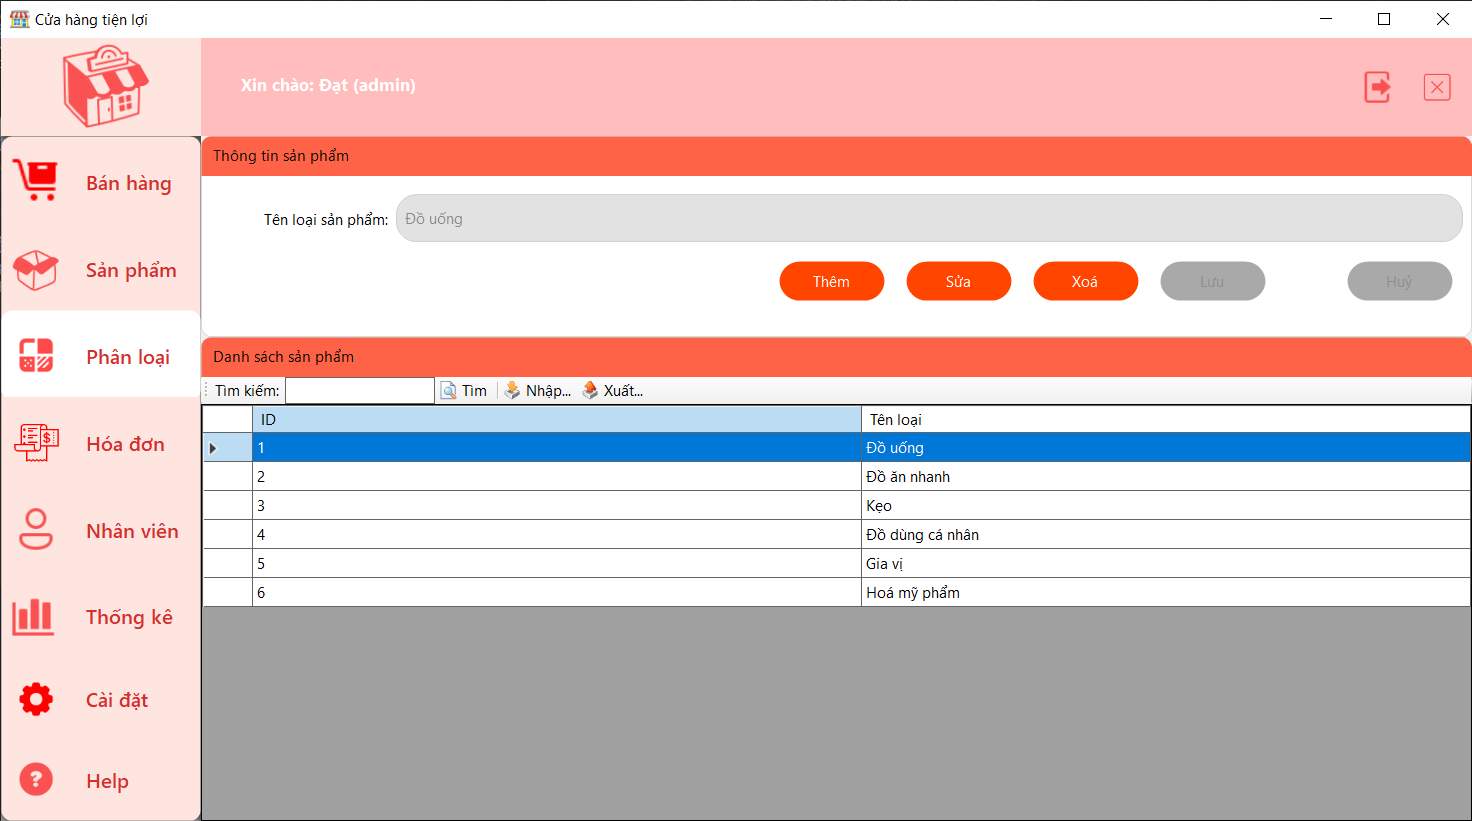 Cửa hàng tiện lợi
Xin chào: Đạt (admin)
Bán hàng
Sản phẩm
Phân loại
Hóa đơn
Nhân viên
Thống kê
Cài đặt
Help
Thông tin sản phẩm
Tên loại sản phẩm: Đồ uống
Thêm Sửa Xoá Lưu Huỷ
Danh sách sản phẩm
Tìm kiếm: Tìm Nhập... Xuất...
ID Tên loại
1 Đồ uống
2 Đồ ăn nhanh
3 Kẹo
4 Đồ dùng cá nhân
5 Gia vị
6 Hoá mỹ phẩm